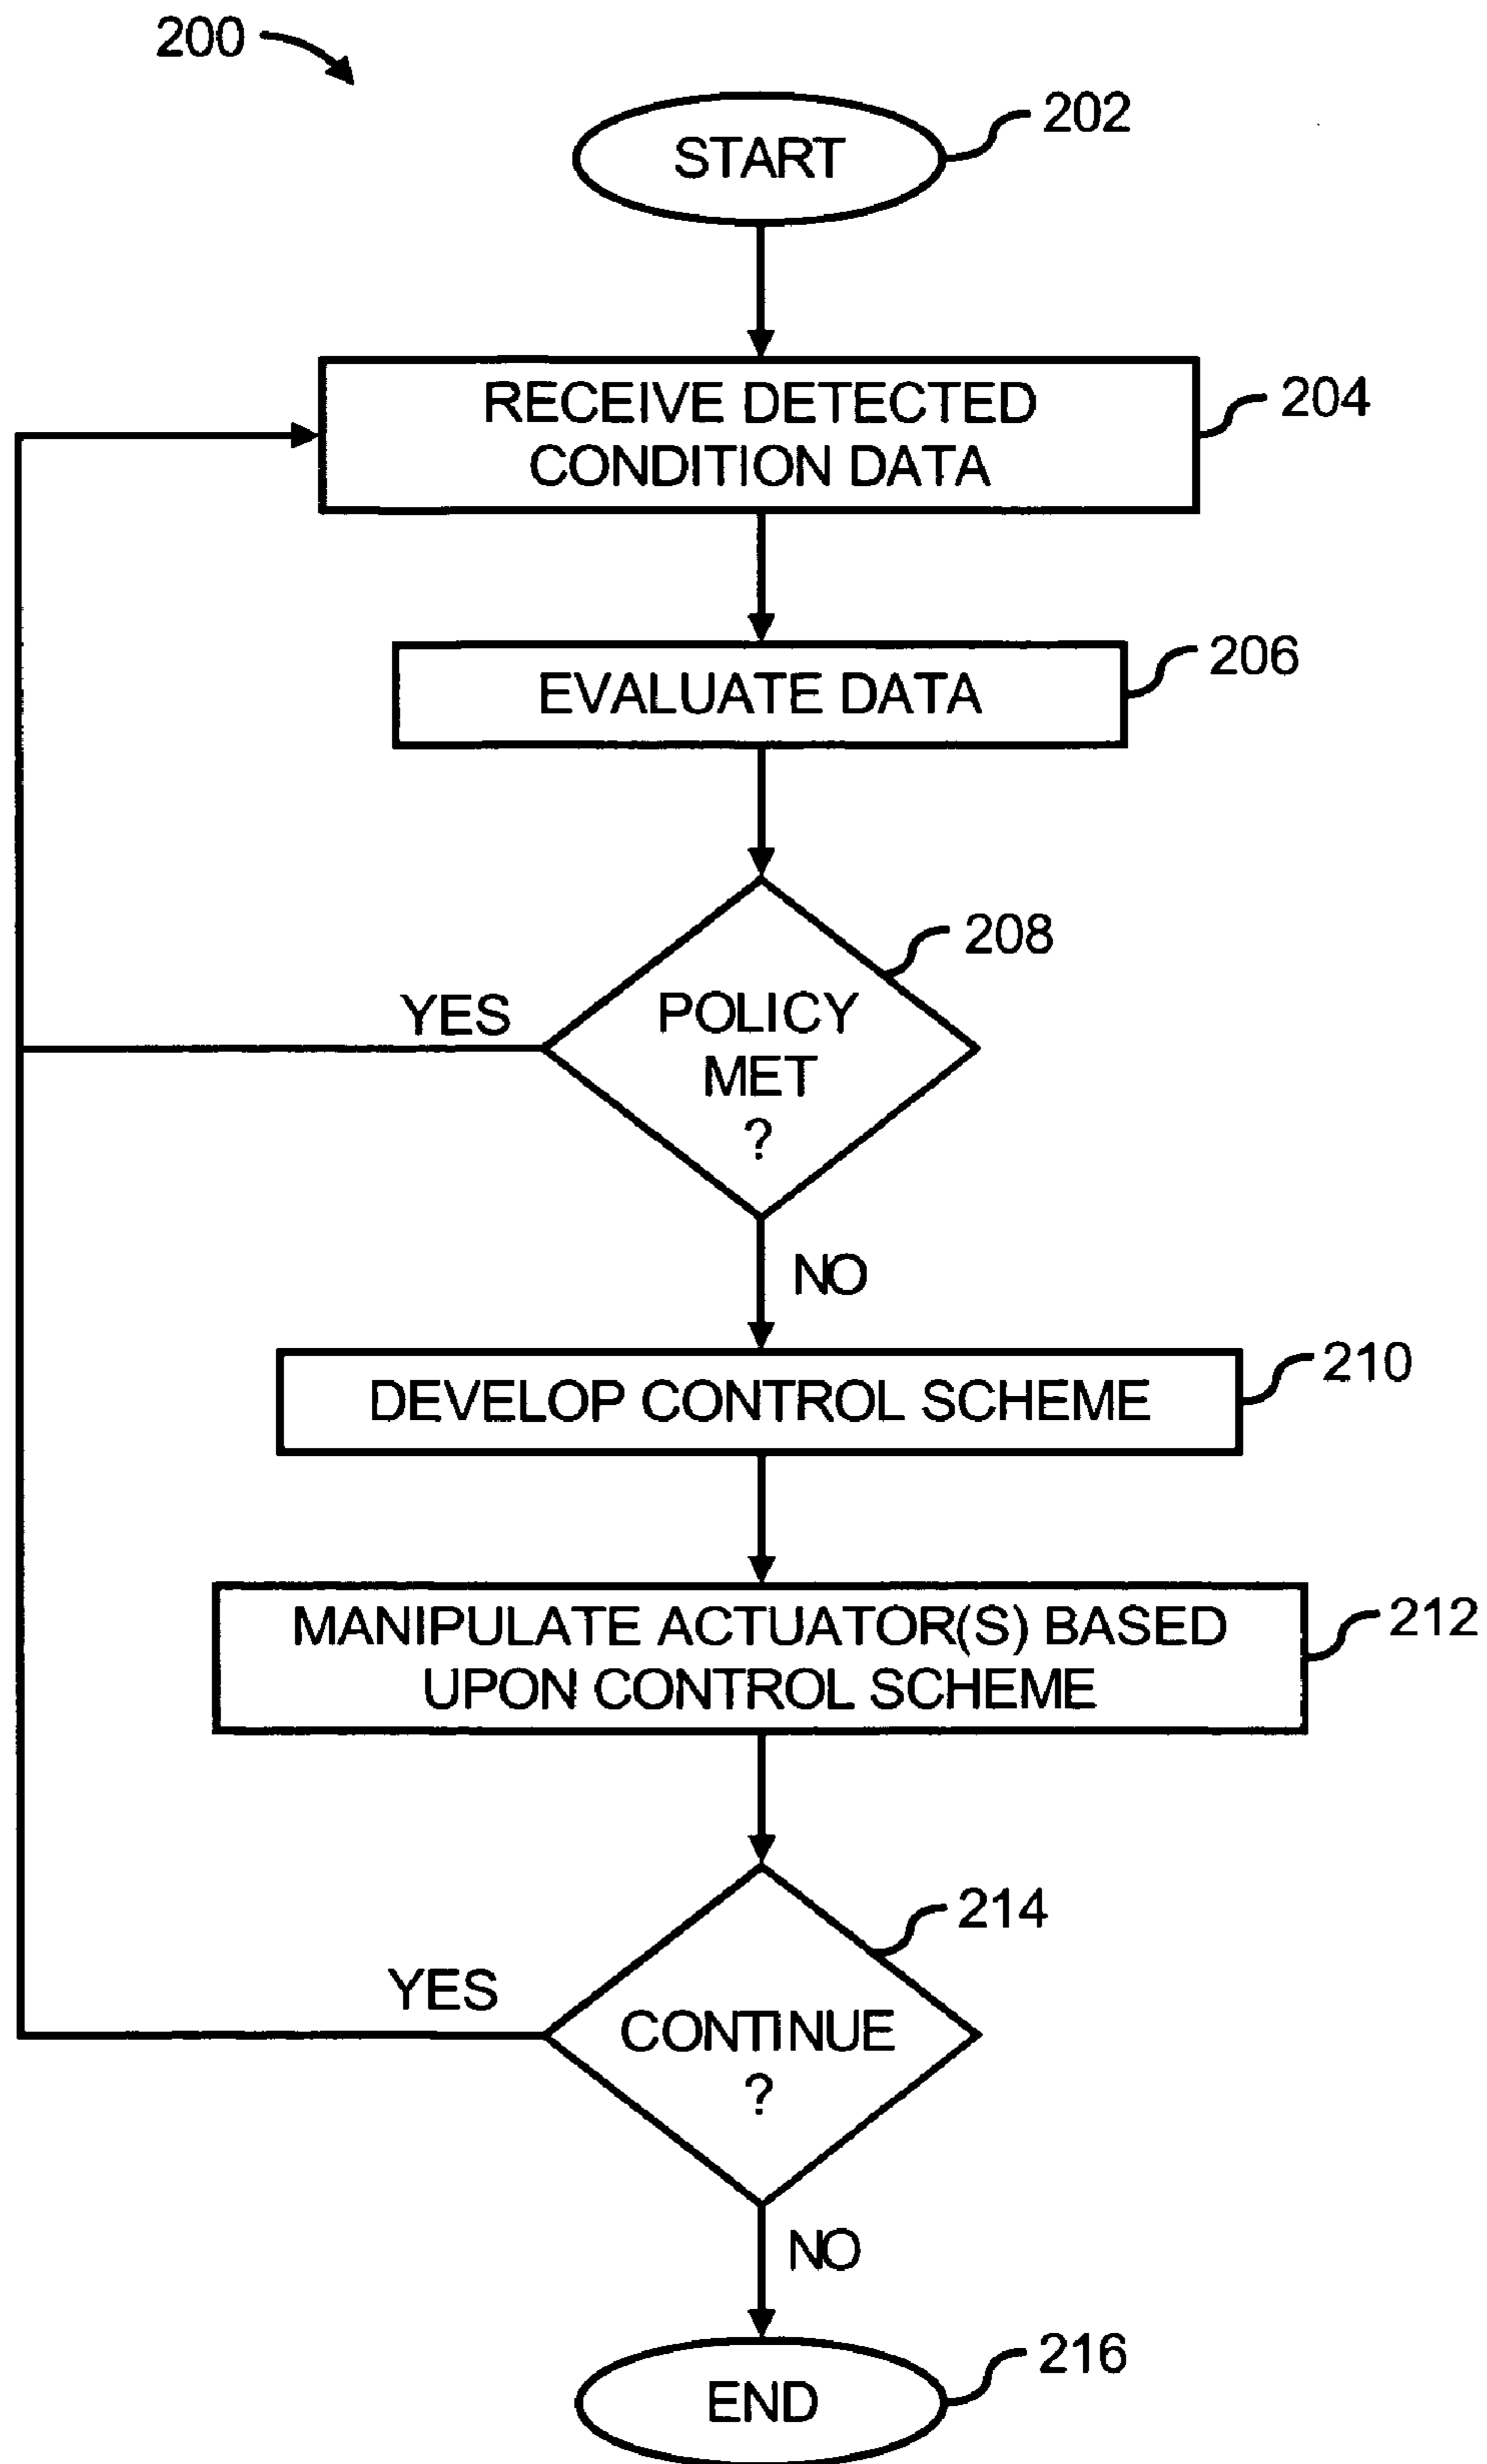 200
START
202
RECEIVE DETECTED
CONDITION DATA
204
EVALUATE DATA
206
POLICY
MET
?
208
YES
NO
DEVELOP CONTROL SCHEME
210
MANIPULATE ACTUATOR(S) BASED
UPON CONTROL SCHEME
212
CONTINUE
?
214
YES
NO
END
216